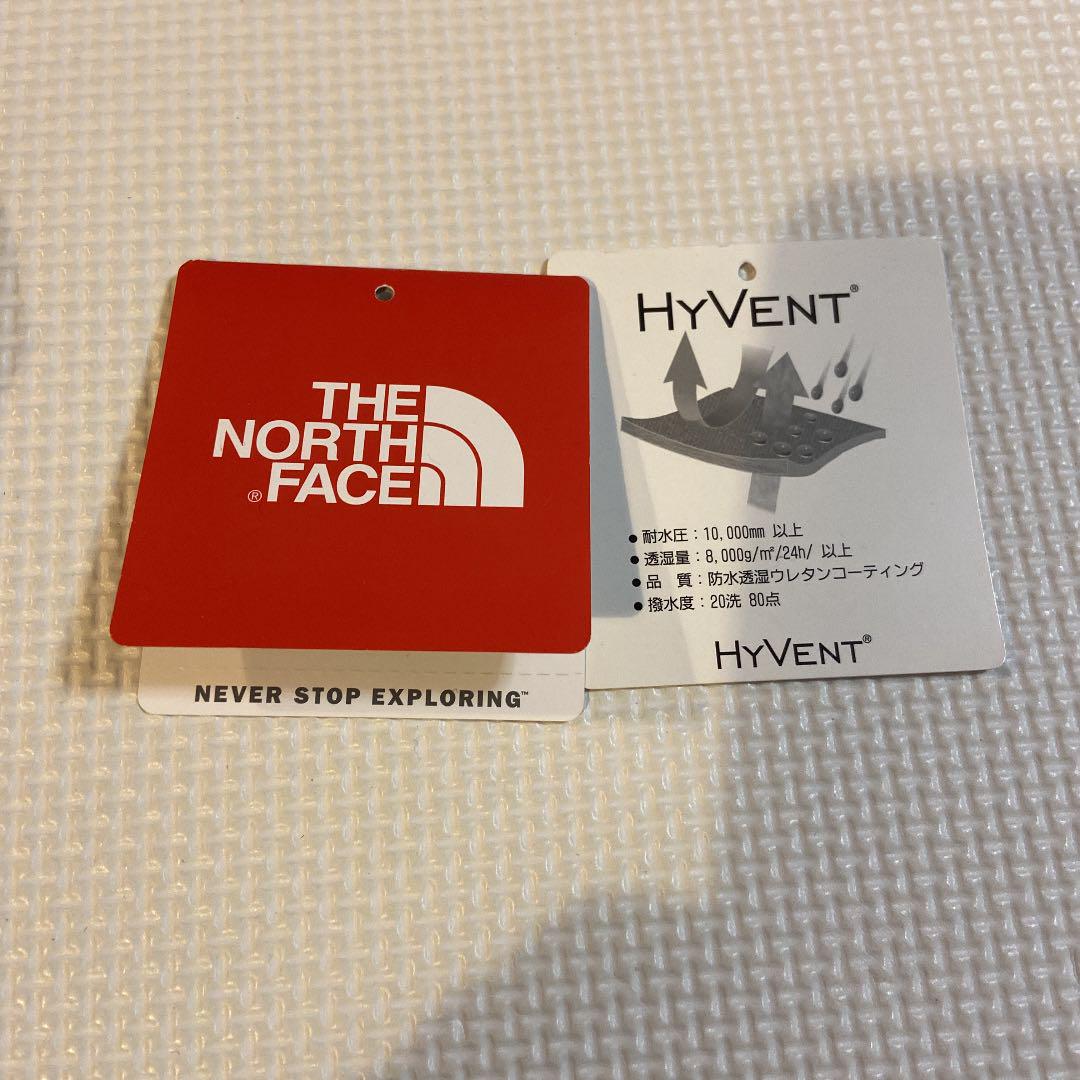 THE
NORTH
FACE
®
NEVER STOP EXPLORING™
HYVENT®
●耐水圧：10,000mm 以上
●透湿量：8,000g/㎡/24h/ 以上
●品　質：防水透湿ウレタンコーティング
●撥水度：20洗 80点
HYVENT®